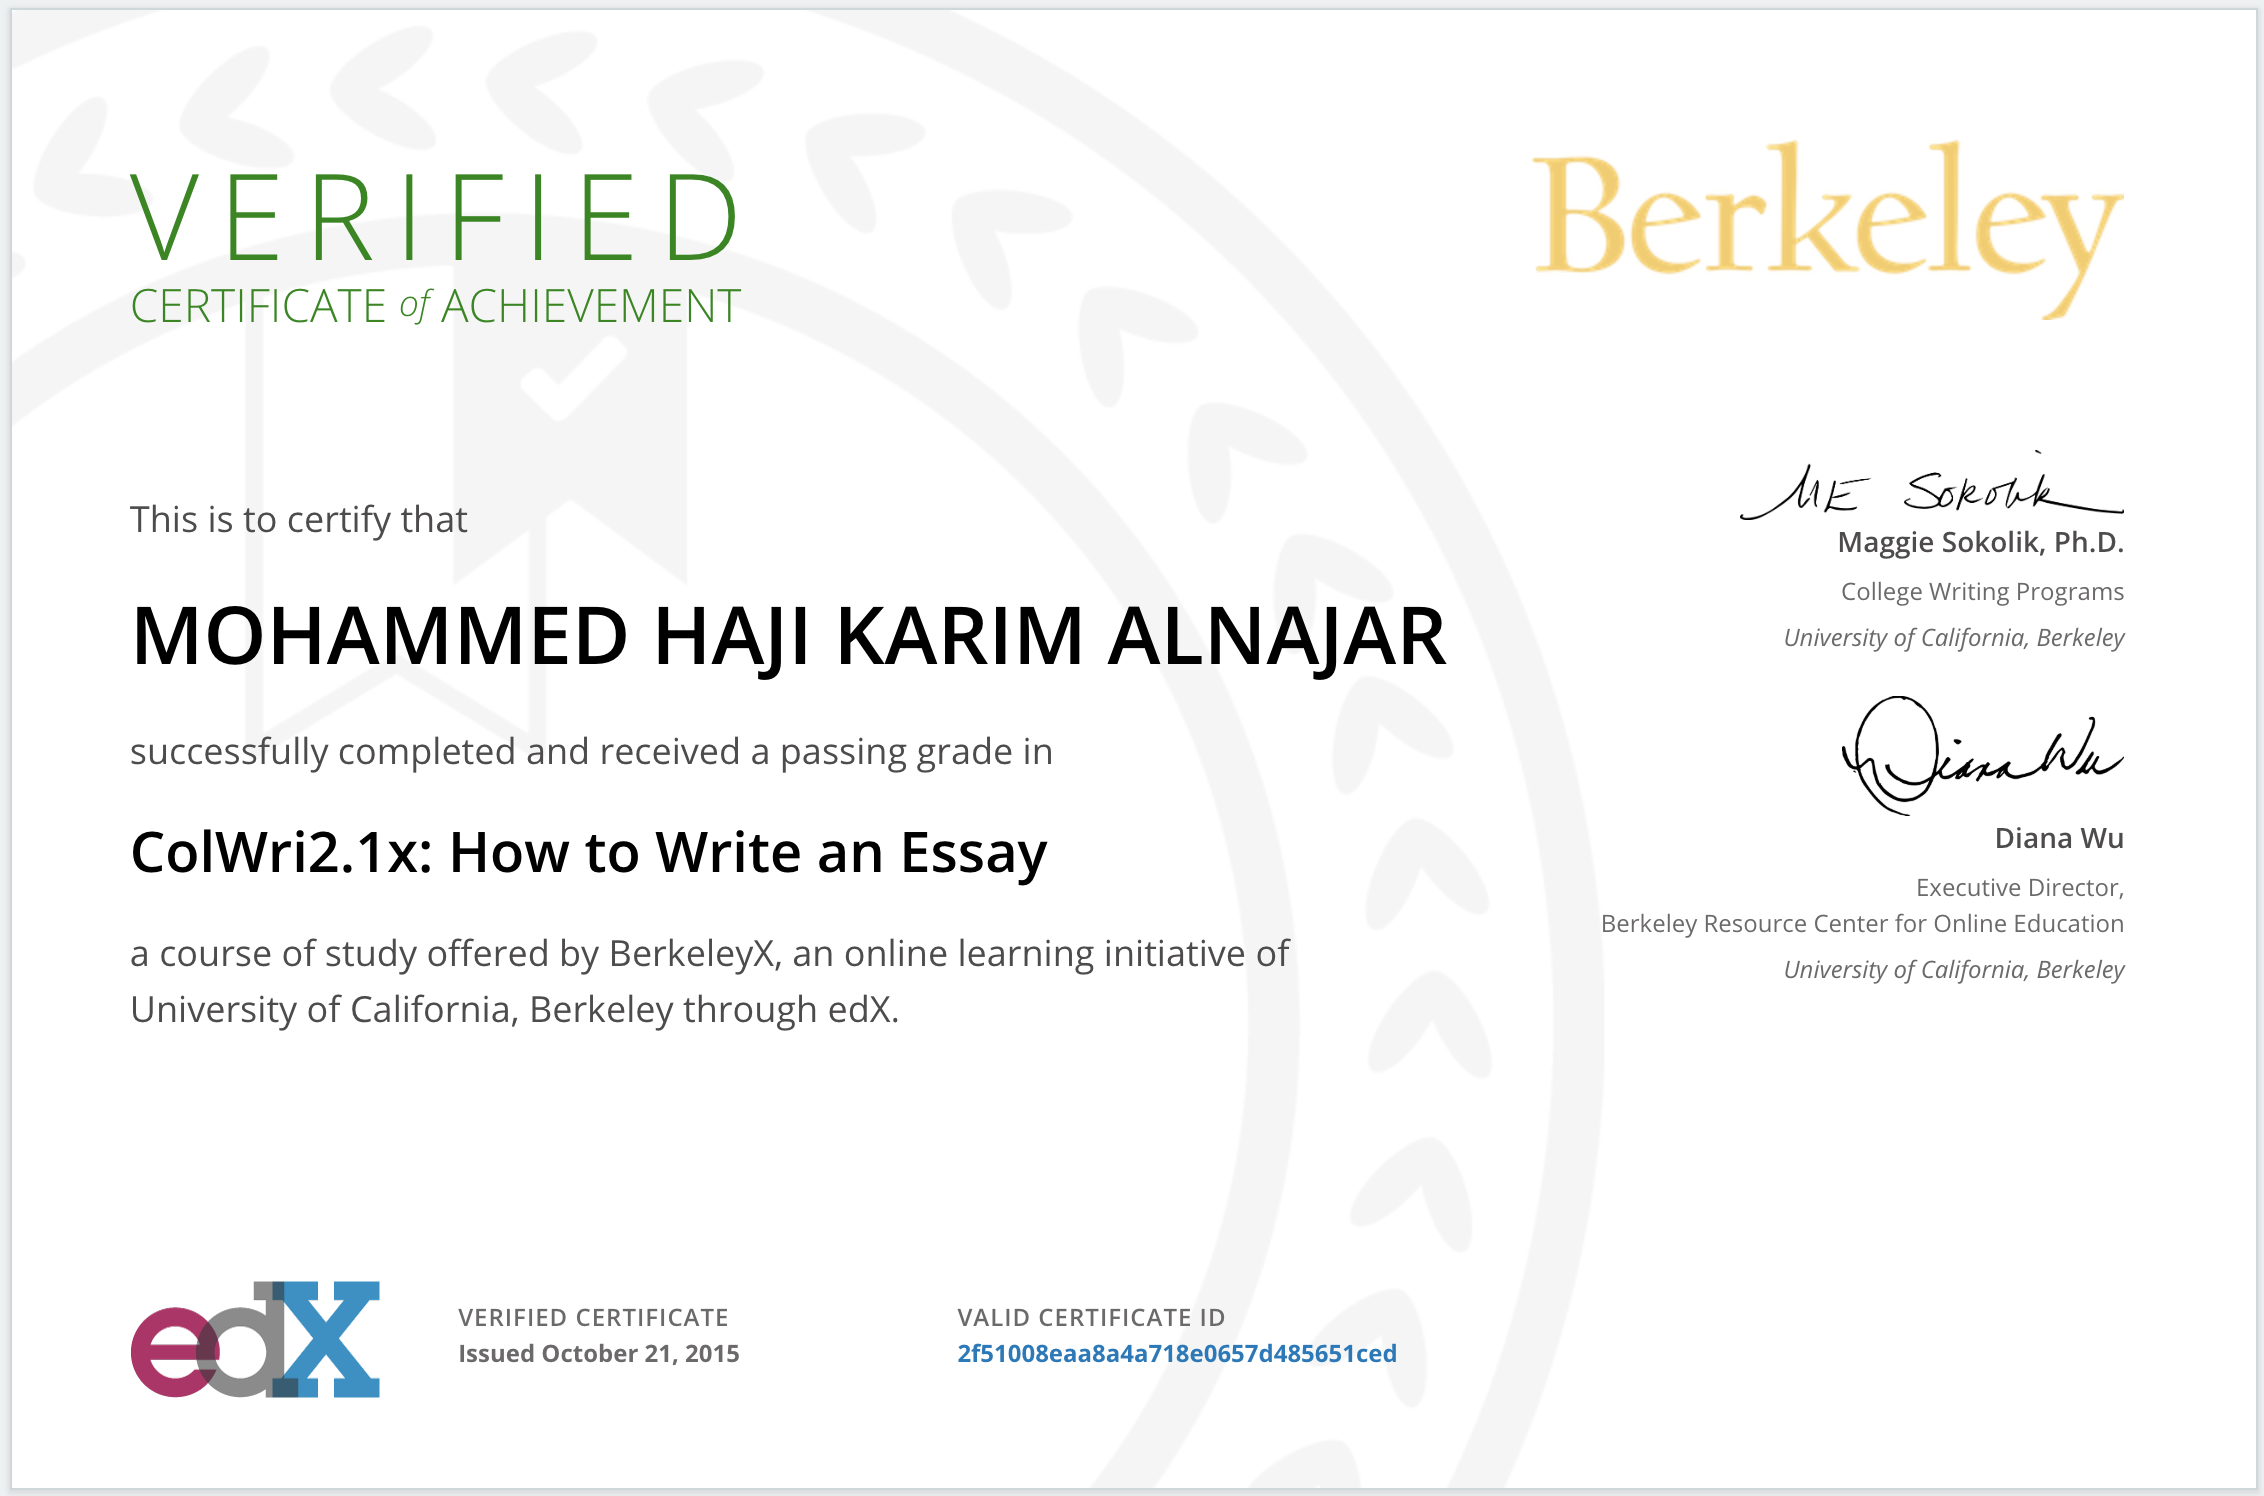 VERIFIED
CERTIFICATE of ACHIEVEMENT
Berkeley
This is to certify that
MOHAMMED HAJI KARIM ALNAJAR
successfully completed and received a passing grade in
ColWri2.1x: How to Write an Essay
a course of study offered by BerkeleyX, an online learning initiative of
University of California, Berkeley through edX.
ME Sokolik
Maggie Sokolik, Ph.D.
College Writing Programs
University of California, Berkeley
Diana Wu
Diana Wu
Executive Director,
Berkeley Resource Center for Online Education
University of California, Berkeley
edX
VERIFIED CERTIFICATE
Issued October 21, 2015
VALID CERTIFICATE ID
2f51008eaa8a4a718e0657d485651ced